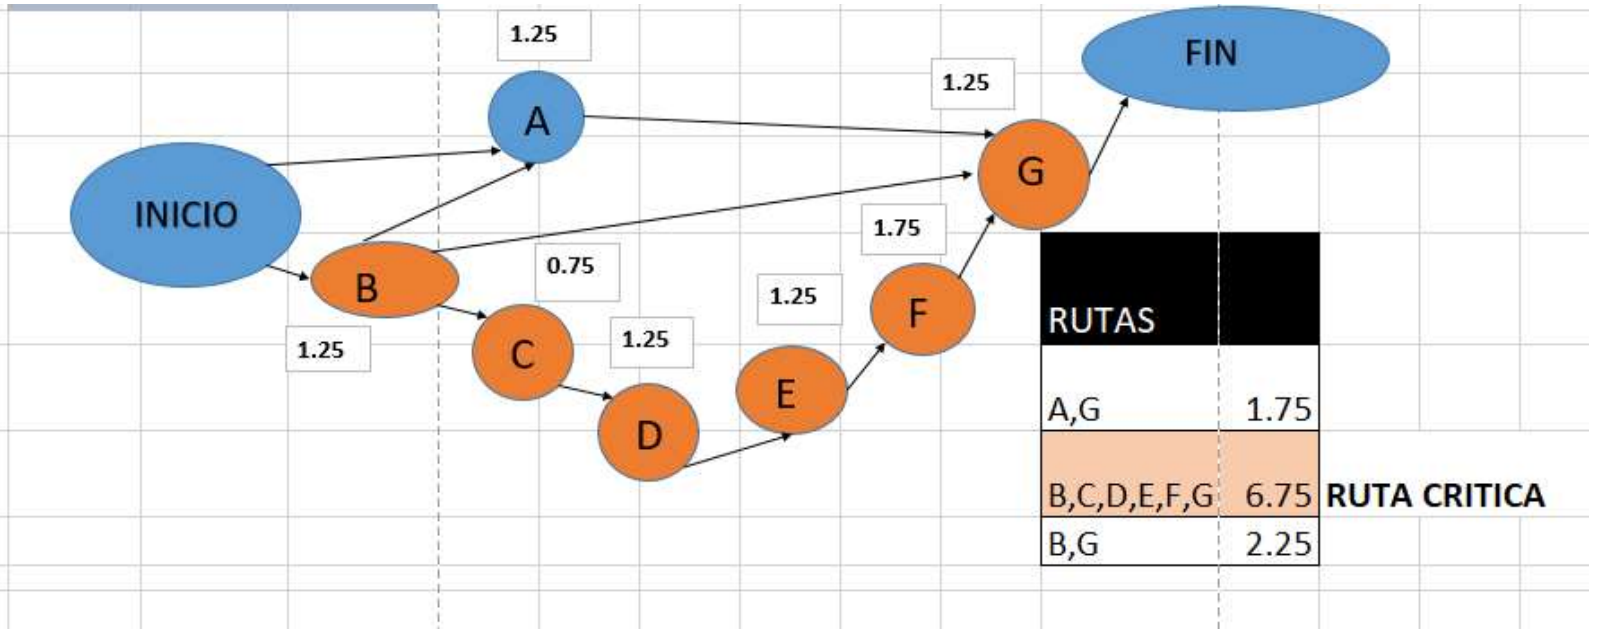 1.25
FIN
1.25
A
G
INICIO
1.75
0.75
B
1.25
F
1.25
1.25
C
E
D
RUTAS
A,G 1.75
B,C,D,E,F,G 6.75 RUTA CRITICA
B,G 2.25